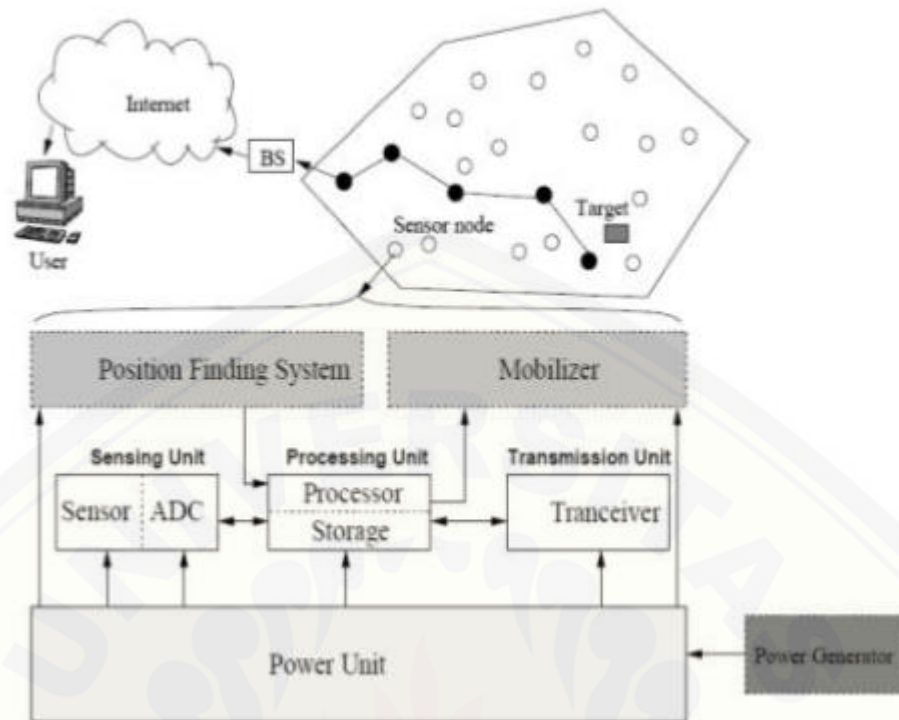 Internet
BS
Target
Sensor node
User
Position Finding System
Mobilizer
Sensing Unit
Processing Unit
Transmission Unit
Sensor
ADC
Processor
Storage
Tranceiver
Power Unit
Power Generator
UNIVERSITAS